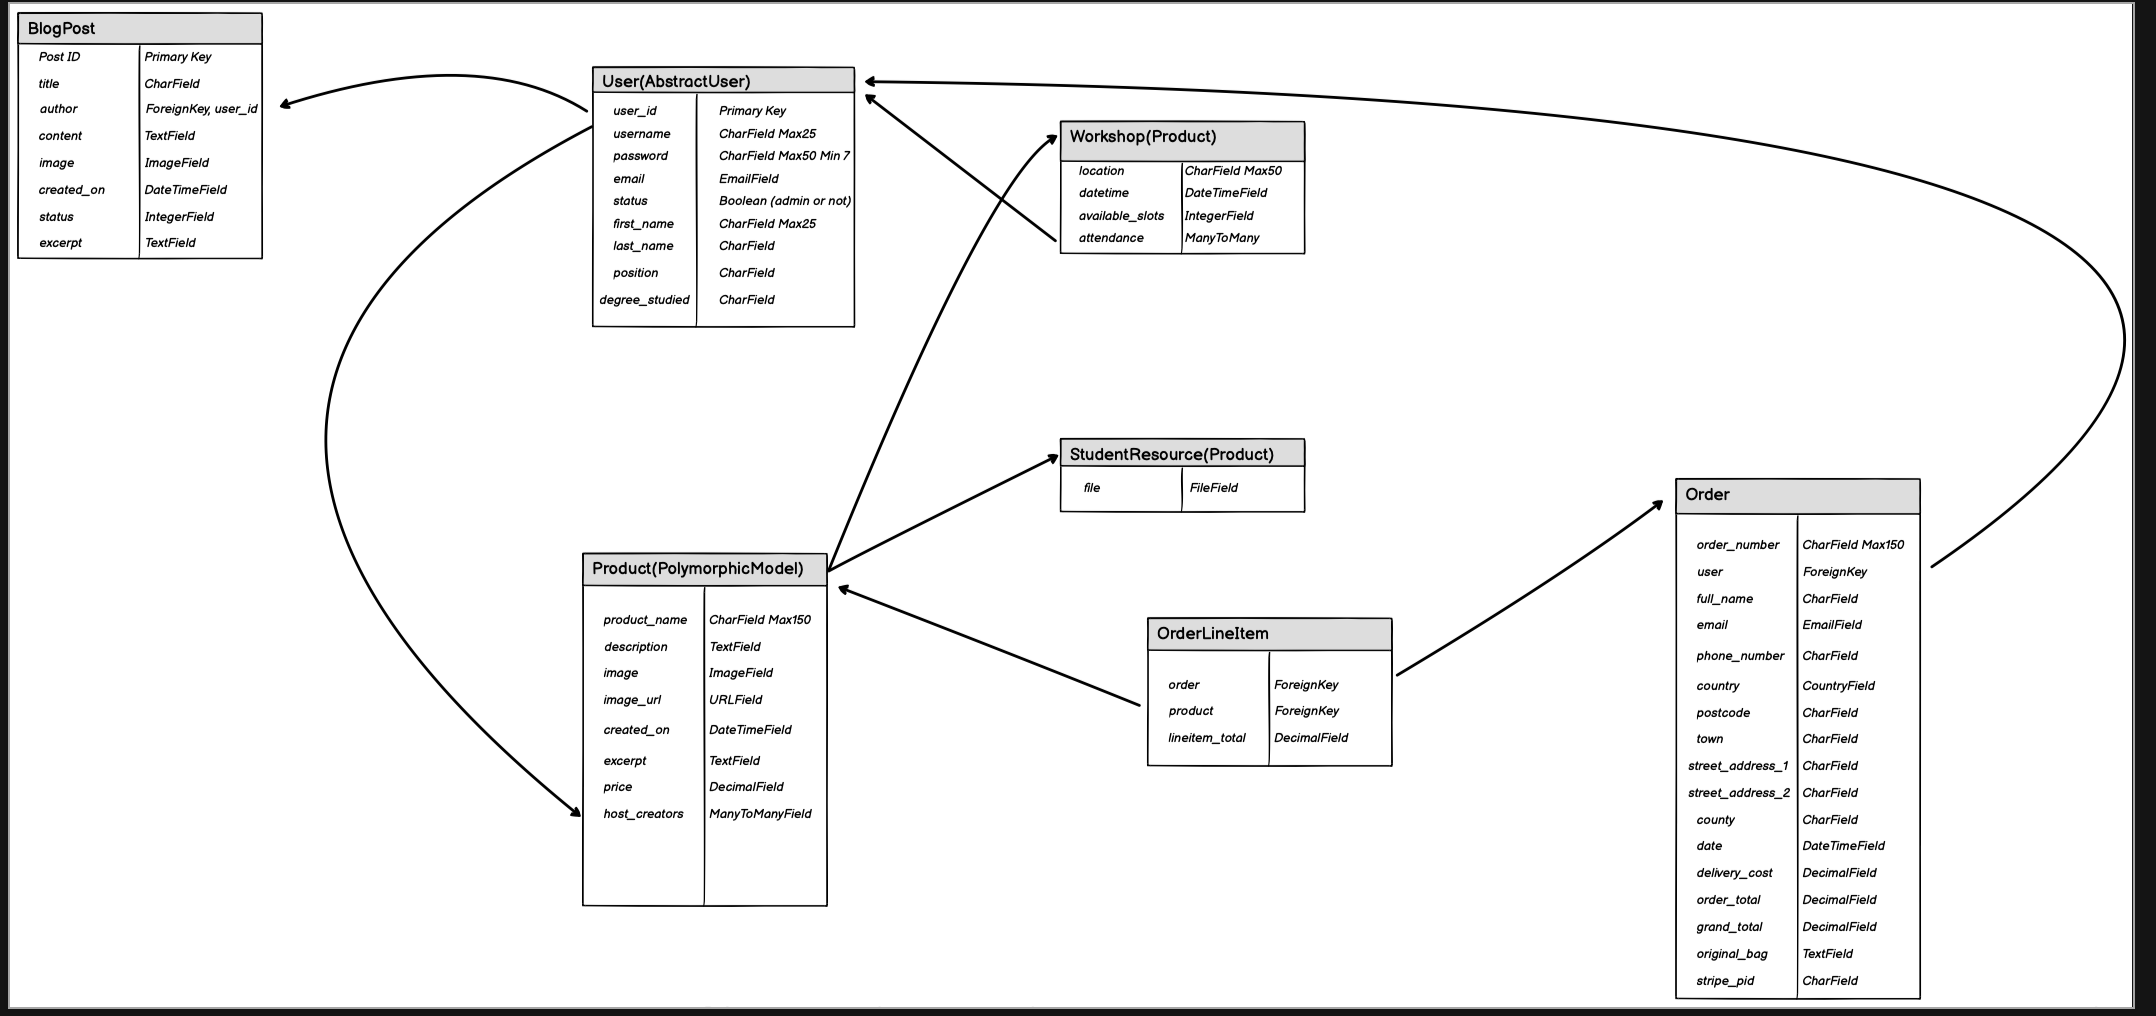 BlogPost
Post ID Primary Key
title CharField
author ForeignKey, user_id
content TextField
image ImageField
created_on DateTimeField
status IntegerField
excerpt TextField
User(AbstractUser)
user_id Primary Key
username CharField Max25
password CharField Max50 Min 7
email EmailField
status Boolean (admin or not)
first_name CharField Max25
last_name CharField
position CharField
degree_studied CharField
Workshop(Product)
location CharField Max50
datetime DateTimeField
available_slots IntegerField
attendance ManyToMany
StudentResource(Product)
file FileField
Product(PolymorphicModel)
product_name CharField Max150
description TextField
image ImageField
image_url URLField
created_on DateTimeField
excerpt TextField
price DecimalField
host_creators ManyToManyField
OrderLineItem
order ForeignKey
product ForeignKey
lineitem_total DecimalField
Order
order_number CharField Max150
user ForeignKey
full_name CharField
email EmailField
phone_number CharField
country CountryField
postcode CharField
town CharField
street_address_1 CharField
street_address_2 CharField
county CharField
date DateTimeField
delivery_cost DecimalField
order_total DecimalField
grand_total DecimalField
original_bag TextField
stripe_pid CharField